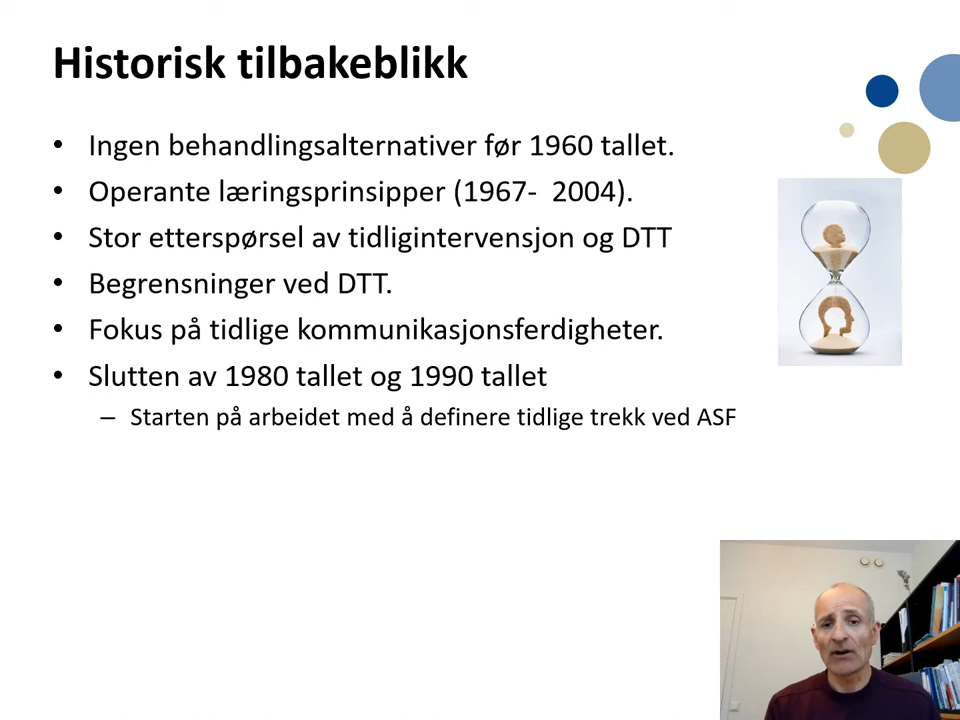 Historisk tilbakeblikk
• Ingen behandlingsalternativer før 1960 tallet.
• Operante læringsprinsipper (1967- 2004).
• Stor etterspørsel av tidligintervensjon og DTT
• Begrensninger ved DTT.
• Fokus på tidlige kommunikasjonsferdigheter.
• Slutten av 1980 tallet og 1990 tallet
– Starten på arbeidet med å definere tidlige trekk ved ASF